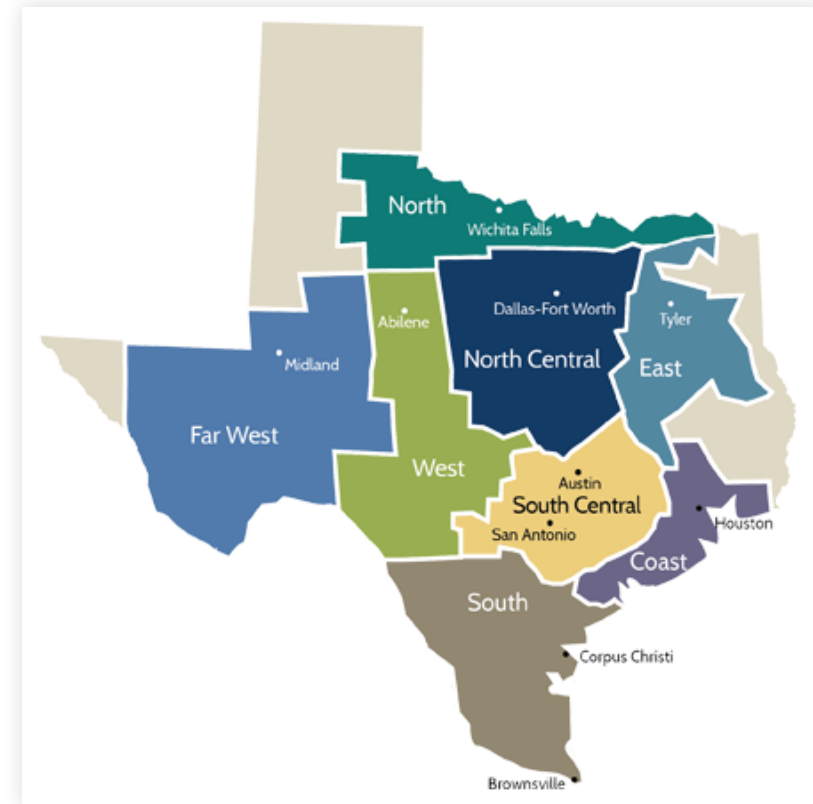 North
Wichita Falls
Dallas-Fort Worth
Tyler
Abilene
North Central
Midland
East
Far West
West
Austin
South Central
San Antonio
Houston
Coast
South
Corpus Christi
Brownsville